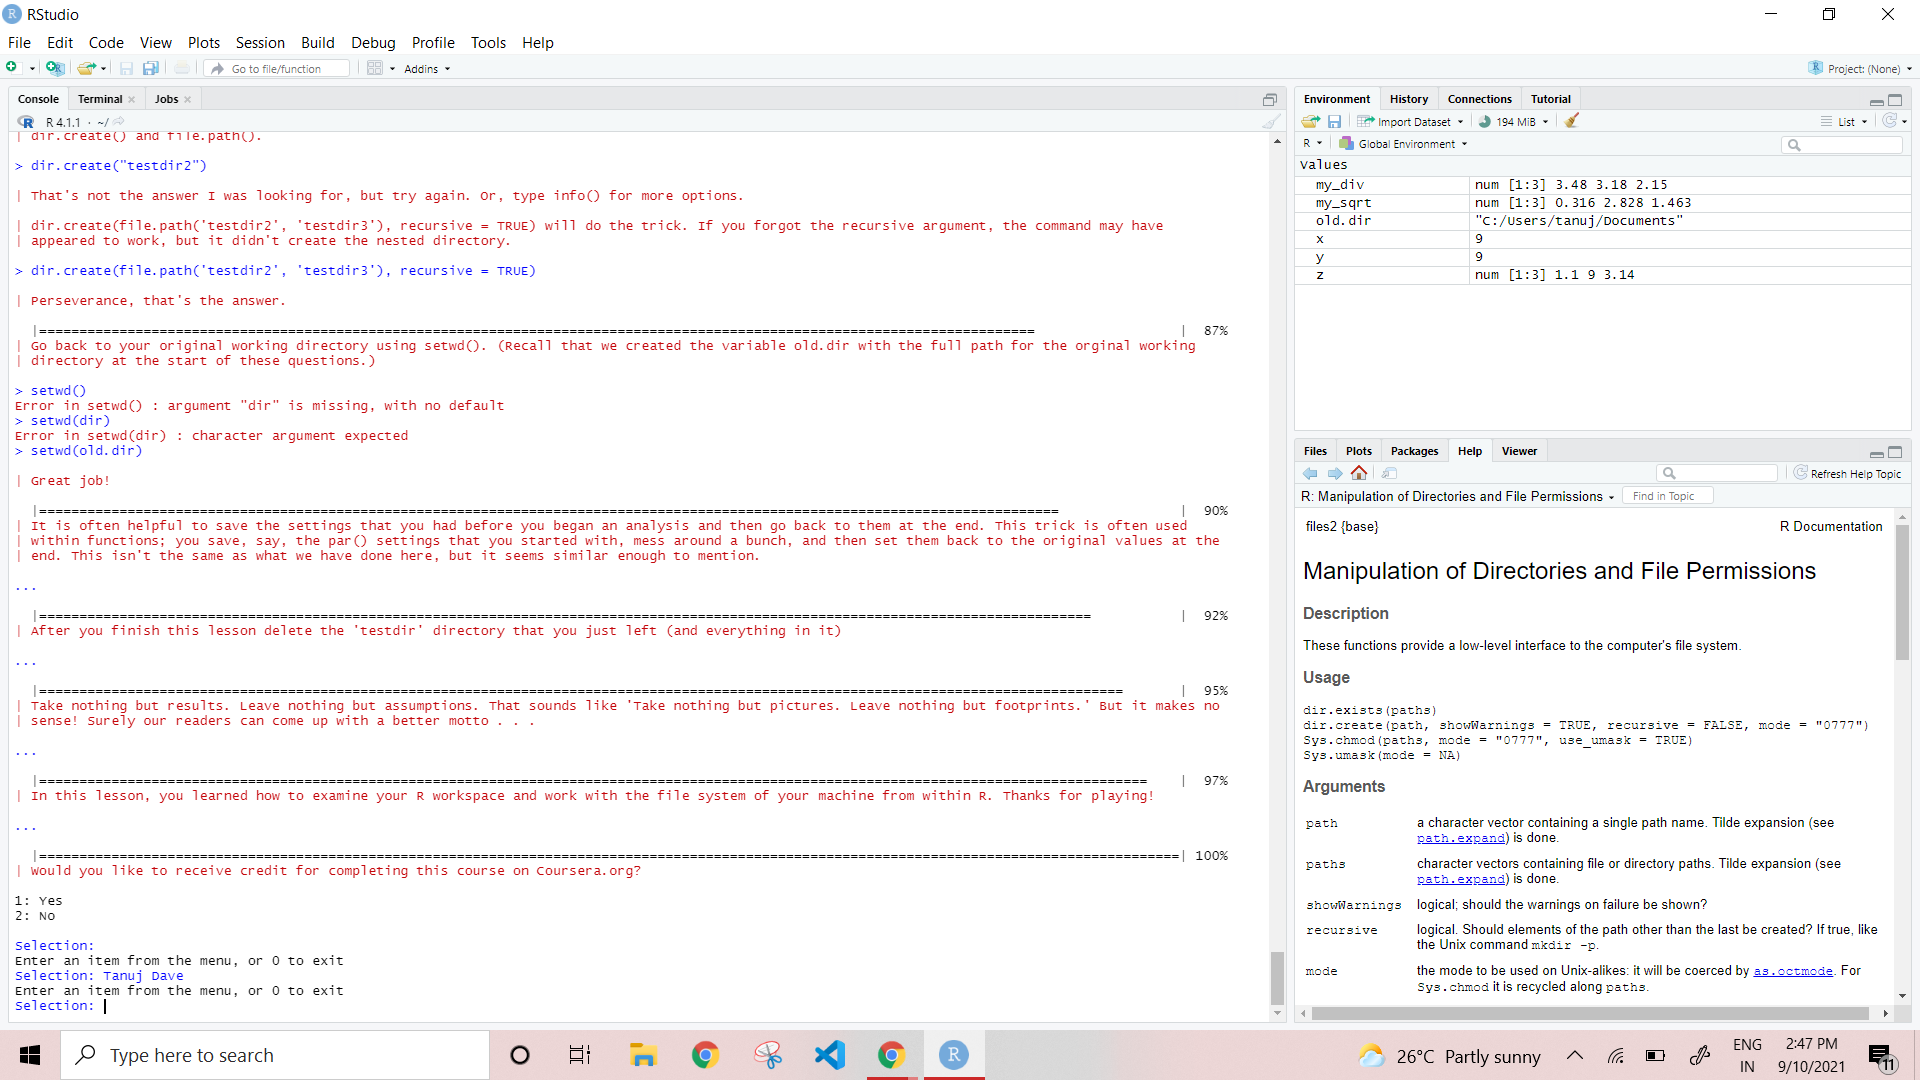 RStudio
File Edit Code View Plots Session Build Debug Profile Tools Help
Go to file/function Addins Project: (None)
Console Terminal Jobs
R 4.1.1 · ~/
| dir.create() and file.path().
> dir.create("testdir2")
| That's not the answer I was looking for, but try again. Or, type info() for more options.
| dir.create(file.path('testdir2', 'testdir3'), recursive = TRUE) will do the trick. If you forgot the recursive argument, the command may have
| appeared to work, but it didn't create the nested directory.
> dir.create(file.path('testdir2', 'testdir3'), recursive = TRUE)
| Perseverance, that's the answer.
| 87%
| Go back to your original working directory using setwd(). (Recall that we created the variable old.dir with the full path for the orginal working
| directory at the start of these questions.)
> setwd()
Error in setwd() : argument "dir" is missing, with no default
> setwd(dir)
Error in setwd(dir) : character argument expected
> setwd(old.dir)
| Great job!
| 90%
| It is often helpful to save the settings that you had before you began an analysis and then go back to them at the end. This trick is often used
| within functions; you save, say, the par() settings that you started with, mess around a bunch, and then set them back to the original values at the
| end. This isn't the same as what we have done here, but it seems similar enough to mention.
...
| 92%
| After you finish this lesson delete the 'testdir' directory that you just left (and everything in it)
...
| 95%
| Take nothing but results. Leave nothing but assumptions. That sounds like 'Take nothing but pictures. Leave nothing but footprints.' But it makes no
| sense! Surely our readers can come up with a better motto . . .
...
| 97%
| In this lesson, you learned how to examine your R workspace and work with the file system of your machine from within R. Thanks for playing!
...
| 100%
| Would you like to receive credit for completing this course on Coursera.org?
1: Yes
2: No
Selection:
Enter an item from the menu, or 0 to exit
Selection: Tanuj Dave
Enter an item from the menu, or 0 to exit
Selection:
Environment History Connections Tutorial
Import Dataset 194 MiB List
R Global Environment
Values
my_div num [1:3] 3.48 3.18 2.15
my_sqrt num [1:3] 0.316 2.828 1.463
old.dir "C:/Users/tanuj/Documents"
x 9
y 9
z num [1:3] 1.1 9 3.14
Files Plots Packages Help Viewer
Refresh Help Topic
R: Manipulation of Directories and File Permissions Find in Topic
files2 {base} R Documentation
Manipulation of Directories and File Permissions
Description
These functions provide a low-level interface to the computer's file system.
Usage
dir.exists(paths)
dir.create(path, showWarnings = TRUE, recursive = FALSE, mode = "0777")
Sys.chmod(paths, mode = "0777", use_umask = TRUE)
Sys.umask(mode = NA)
Arguments
path a character vector containing a single path name. Tilde expansion (see
path.expand) is done.
paths character vectors containing file or directory paths. Tilde expansion (see
path.expand) is done.
showWarnings logical; should the warnings on failure be shown?
recursive logical. Should elements of the path other than the last be created? If true, like
the Unix command mkdir -p.
mode the mode to be used on Unix-alikes: it will be coerced by as.octmode. For
Sys.chmod it is recycled along paths.
Type here to search
26°C Partly sunny
ENG
IN
2:47 PM
9/10/2021
11